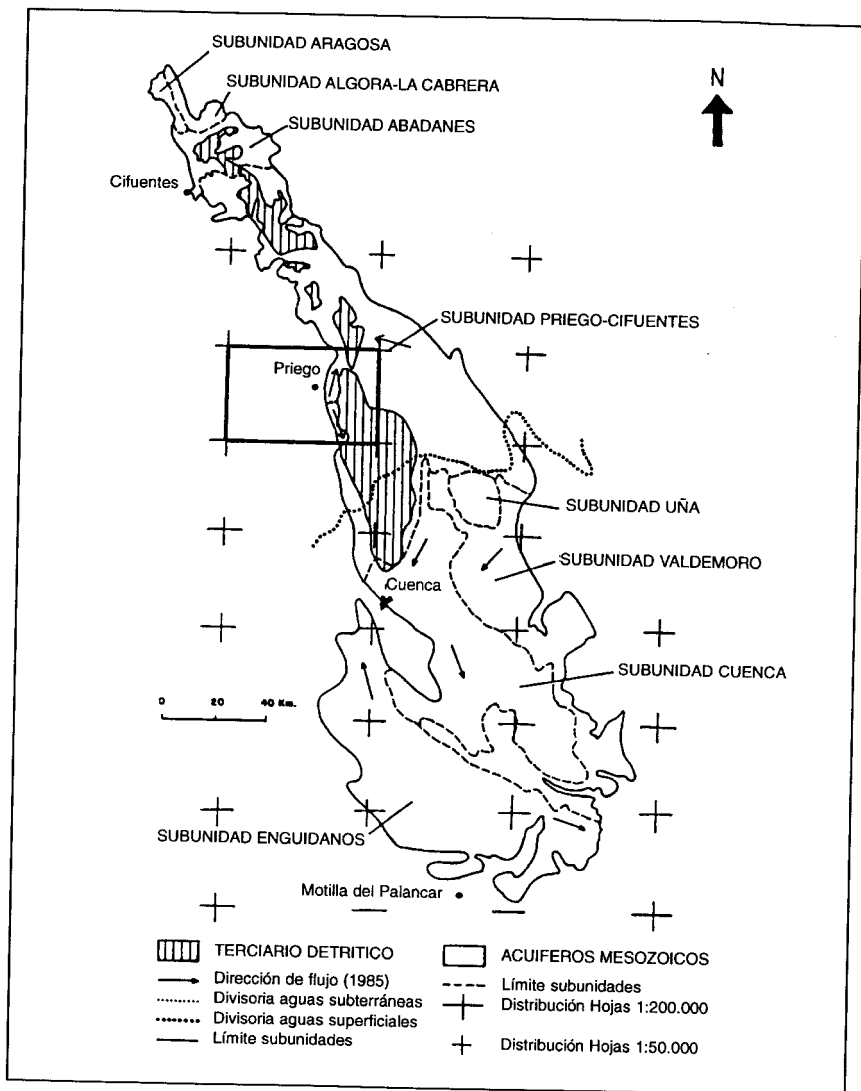 SUBUNIDAD ARAGOSA
SUBUNIDAD ALGORA-LA CABRERA
SUBUNIDAD ABADANES
N
Cifuentes
SUBUNIDAD PRIEGO-CIFUENTES
Priego
SUBUNIDAD UÑA
SUBUNIDAD VALDEMORO
Cuenca
SUBUNIDAD CUENCA
0 20 40 Km.
SUBUNIDAD ENGUIDANOS
Motilla del Palancar
TERCIARIO DETRITICO
Dirección de flujo (1985)
Divisoria aguas subterráneas
Divisoria aguas superficiales
Límite subunidades
ACUIFEROS MESOZOICOS
Límite subunidades
Distribución Hojas 1:200.000
Distribución Hojas 1:50.000